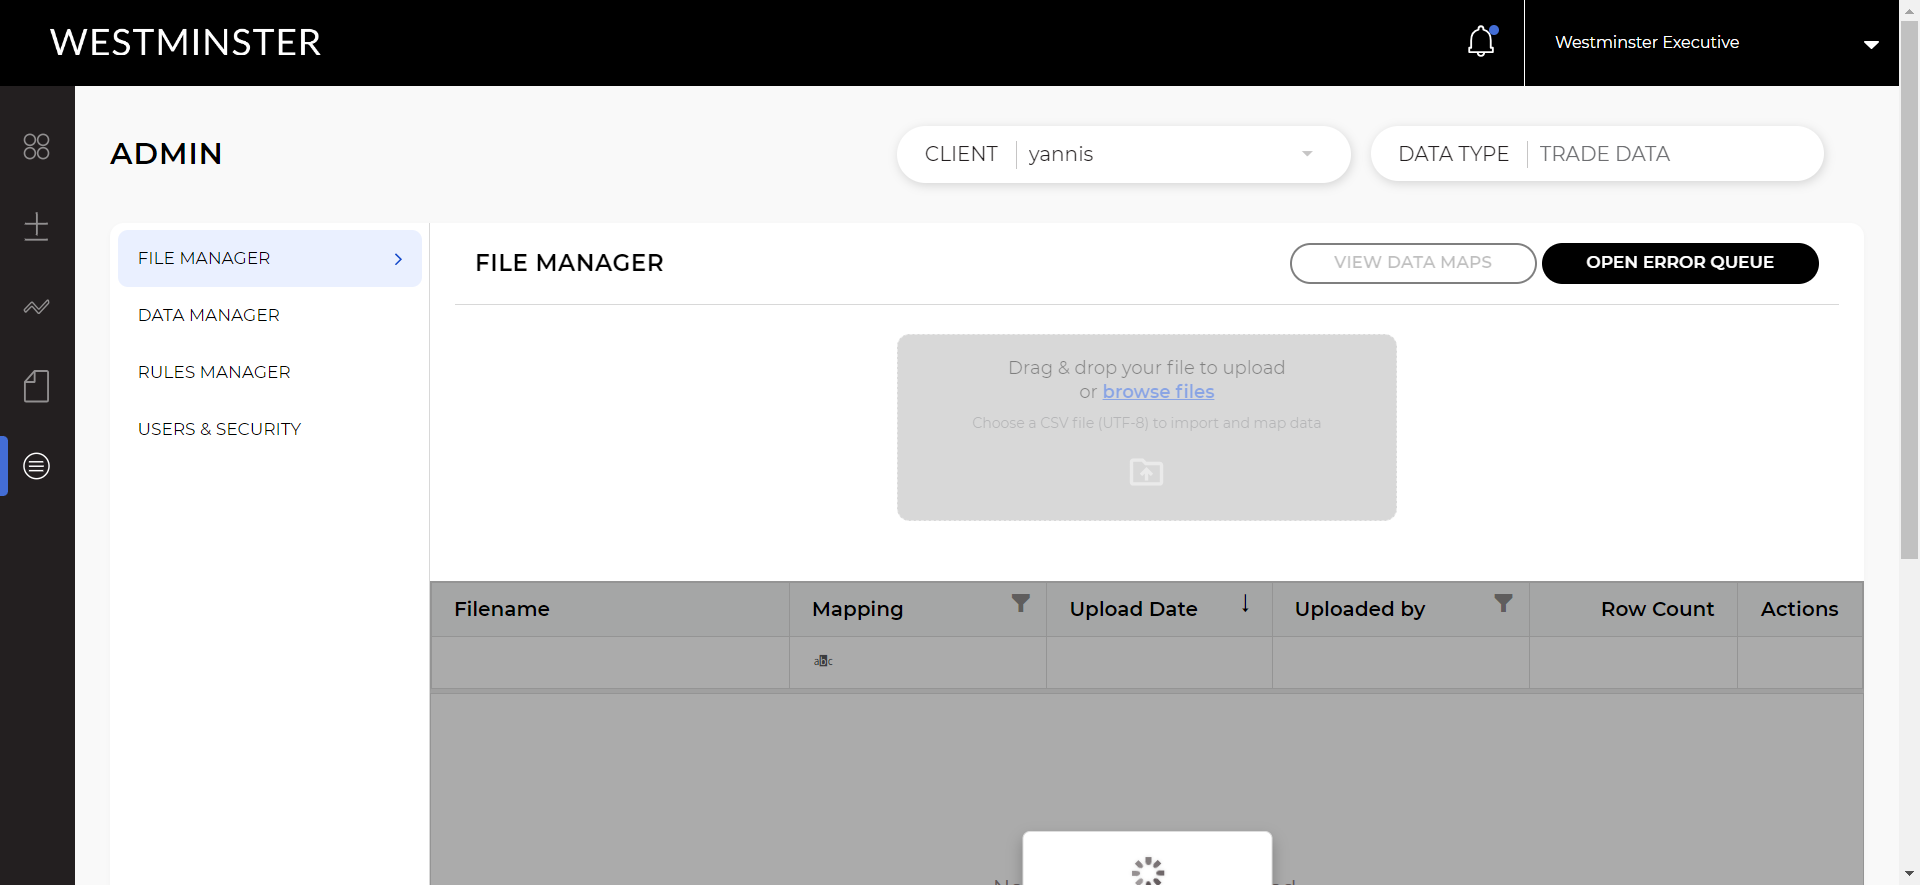 WESTMINSTER
Westminster Executive
ADMIN
CLIENT yannis
DATA TYPE TRADE DATA
FILE MANAGER
DATA MANAGER
RULES MANAGER
USERS & SECURITY
FILE MANAGER
VIEW DATA MAPS
OPEN ERROR QUEUE
Drag & drop your file to upload
or browse files
Choose a CSV file (UTF-8) to import and map data
Filename Mapping Upload Date Uploaded by Row Count Actions
abc